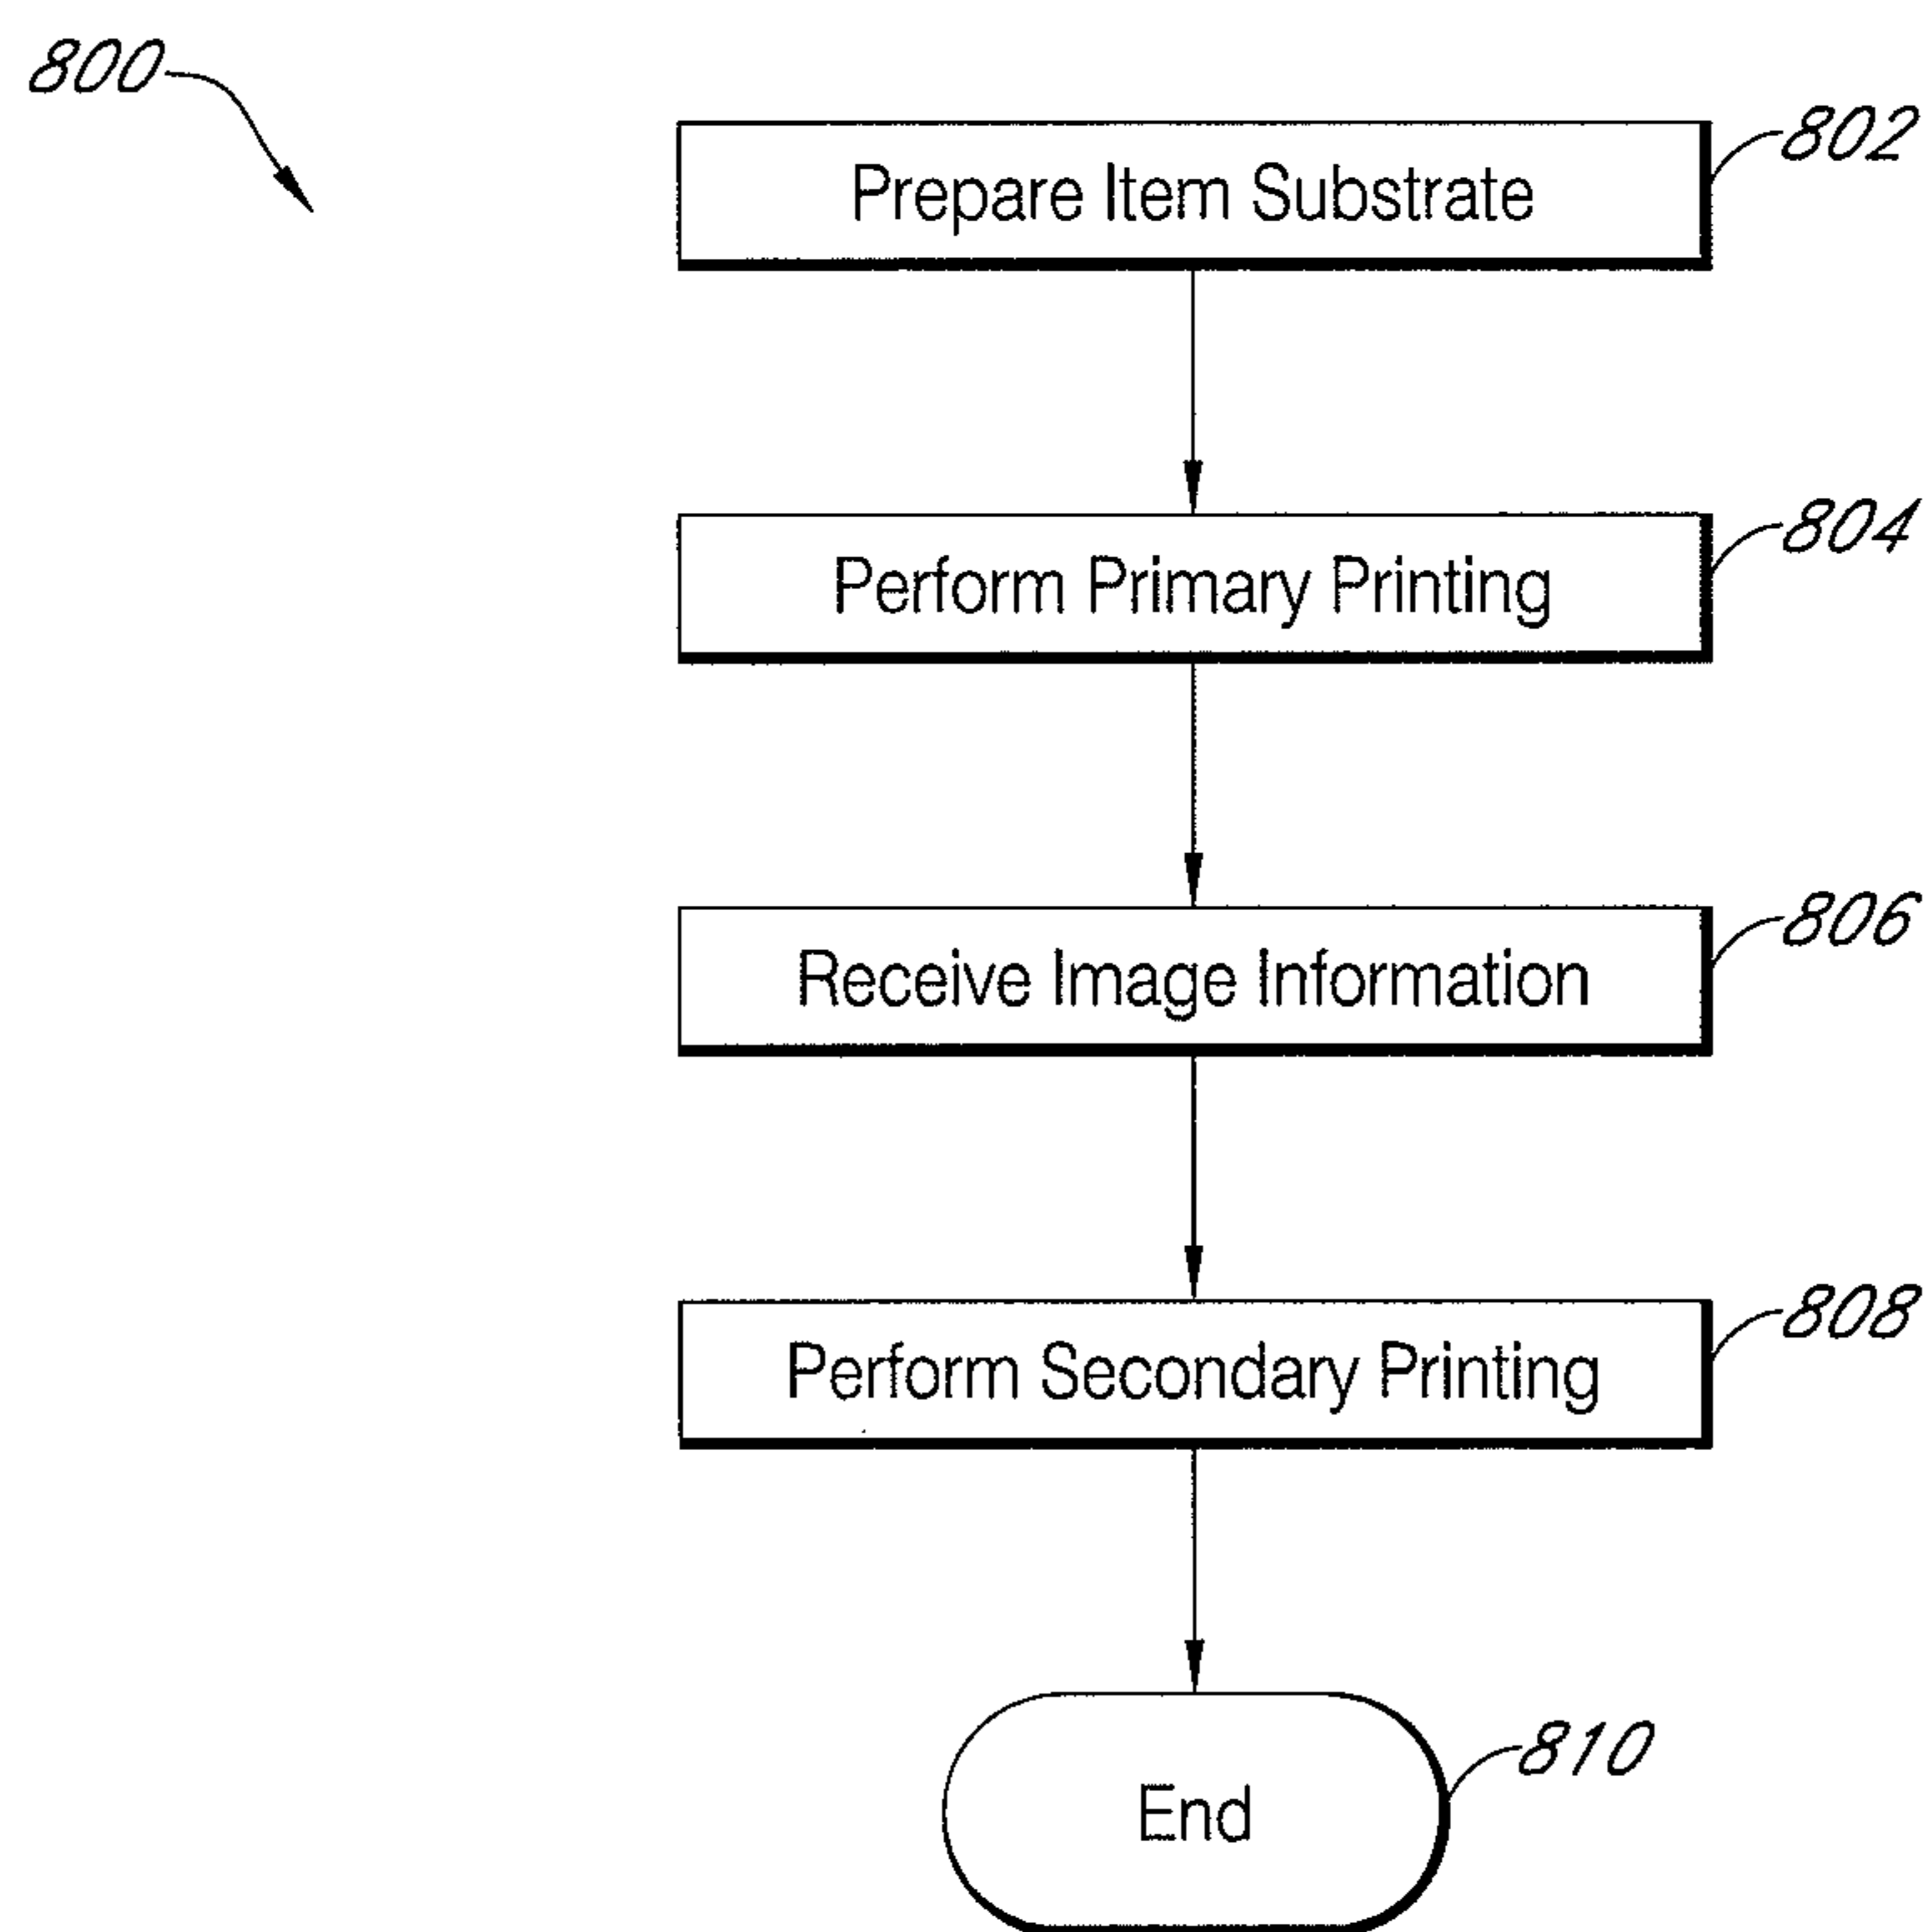 800
Prepare Item Substrate
802
Perform Primary Printing
804
Receive Image Information
806
Perform Secondary Printing
808
End
810